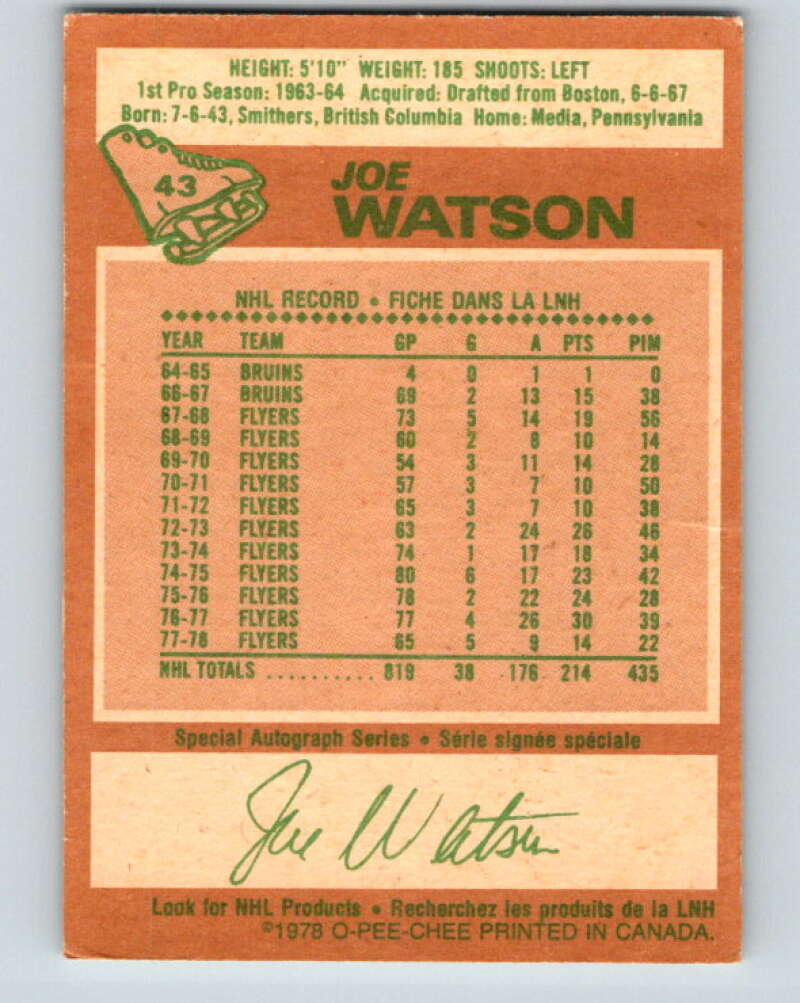 HEIGHT: 5'10" WEIGHT: 185 SHOOTS: LEFT
1st Pro Season: 1963-64 Acquired: Drafted from Boston, 6-6-67
Born: 7-6-43, Smithers, British Columbia Home: Media, Pennsylvania
43
JOE
WATSON
NHL RECORD • FICHE DANS LA LNH
YEAR TEAM GP G A PTS PIM
64-65 BRUINS 4 0 1 1 0
66-67 BRUINS 69 2 13 15 38
67-68 FLYERS 73 5 14 19 56
68-69 FLYERS 60 2 8 10 14
69-70 FLYERS 54 3 11 14 28
70-71 FLYERS 57 3 7 10 50
71-72 FLYERS 65 3 7 10 38
72-73 FLYERS 63 2 24 26 46
73-74 FLYERS 74 1 17 18 34
74-75 FLYERS 80 6 17 23 42
75-76 FLYERS 78 2 22 24 28
76-77 FLYERS 77 4 26 30 39
77-78 FLYERS 65 5 9 14 22
NHL TOTALS .......... 819 38 176 214 435
Special Autograph Series • Série signée spéciale
Joe Watson
Look for NHL Products • Recherchez les produits de la LNH
©1978 O-PEE-CHEE PRINTED IN CANADA.